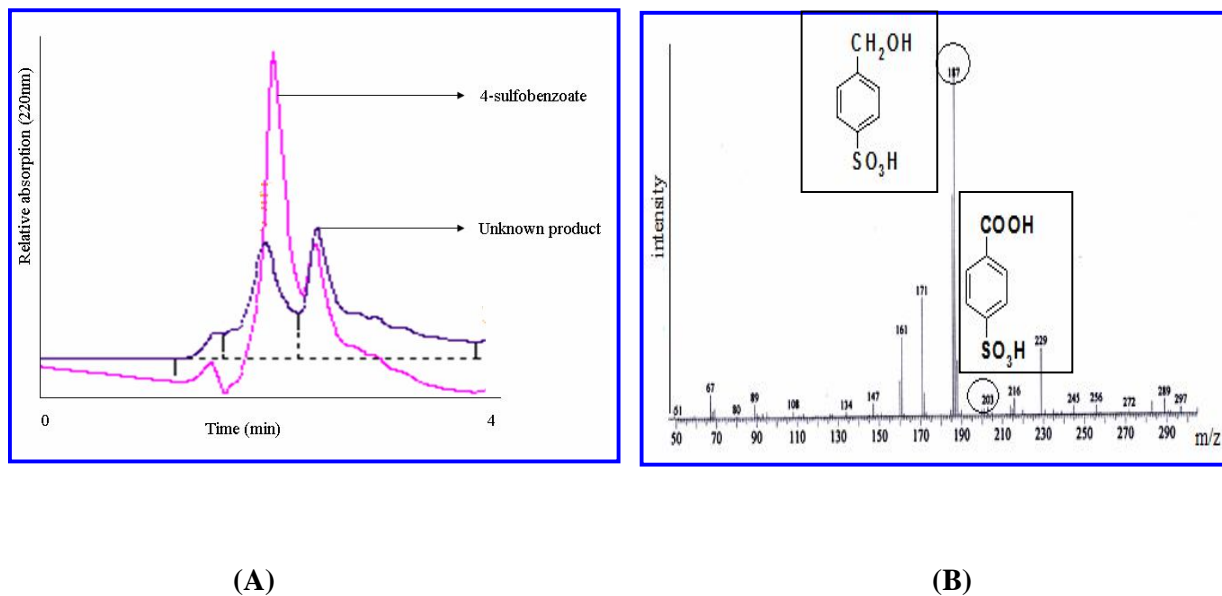 Relative absorption (220nm)
4-sulfobenzoate
Unknown product
0
4
Time (min)
intensity
CH2OH
SO3H
COOH
SO3H
187
171
161
229
67
51
80
89
108
134
147
203
216
245
256
272
289
297
50
70
90
110
130
150
170
190
210
230
250
270
290
m/z
(A)
(B)